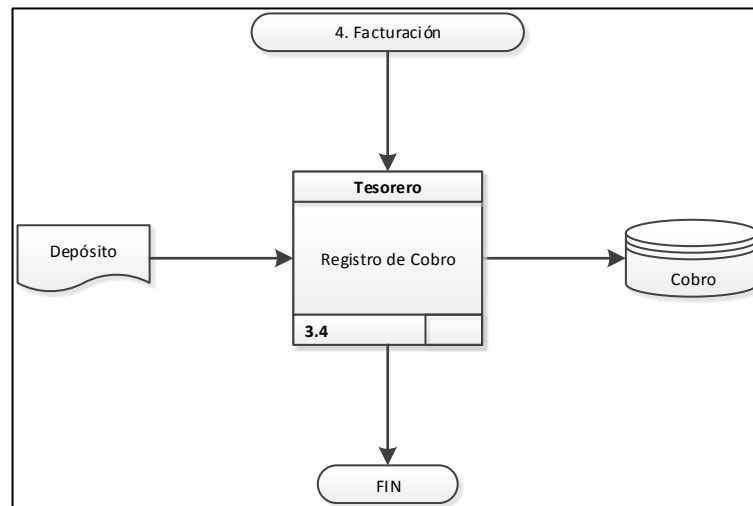 4. Facturación
Tesorero
Depósito
Registro de Cobro
Cobro
3.4
FIN